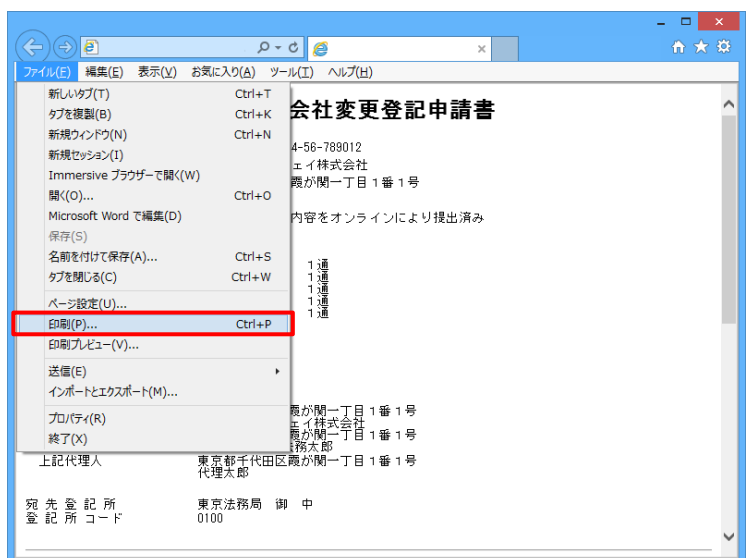 ファイル(F) 編集(E) 表示(V) お気に入り(A) ツール(T) ヘルプ(H)
新しいタブ(T) Ctrl+T
タブを複製(B) Ctrl+K
新規ウィンドウ(N) Ctrl+N
新規セッション(I)
Immersive ブラウザーで開く(W)
開く(O)... Ctrl+O
Microsoft Word で編集(D)
保存(S)
名前を付けて保存(A)... Ctrl+S
タブを閉じる(C) Ctrl+W
ページ設定(U)...
印刷(P)... Ctrl+P
印刷プレビュー(V)...
送信(E)
インポートとエクスポート(M)...
プロパティ(R)
終了(X)
会社変更登記申請書
4-56-789012
ェイ株式会社
霞が関一丁目1番1号
内容をオンラインにより提出済み
1通
1通
1通
1通
1通
霞が関一丁目1番1号
ェイ株式会社
霞が関一丁目1番1号
務太郎
上記代理人 東京都千代田区霞が関一丁目1番1号
代理太郎
宛先登記所 東京法務局 御 中
登記所コード 0100